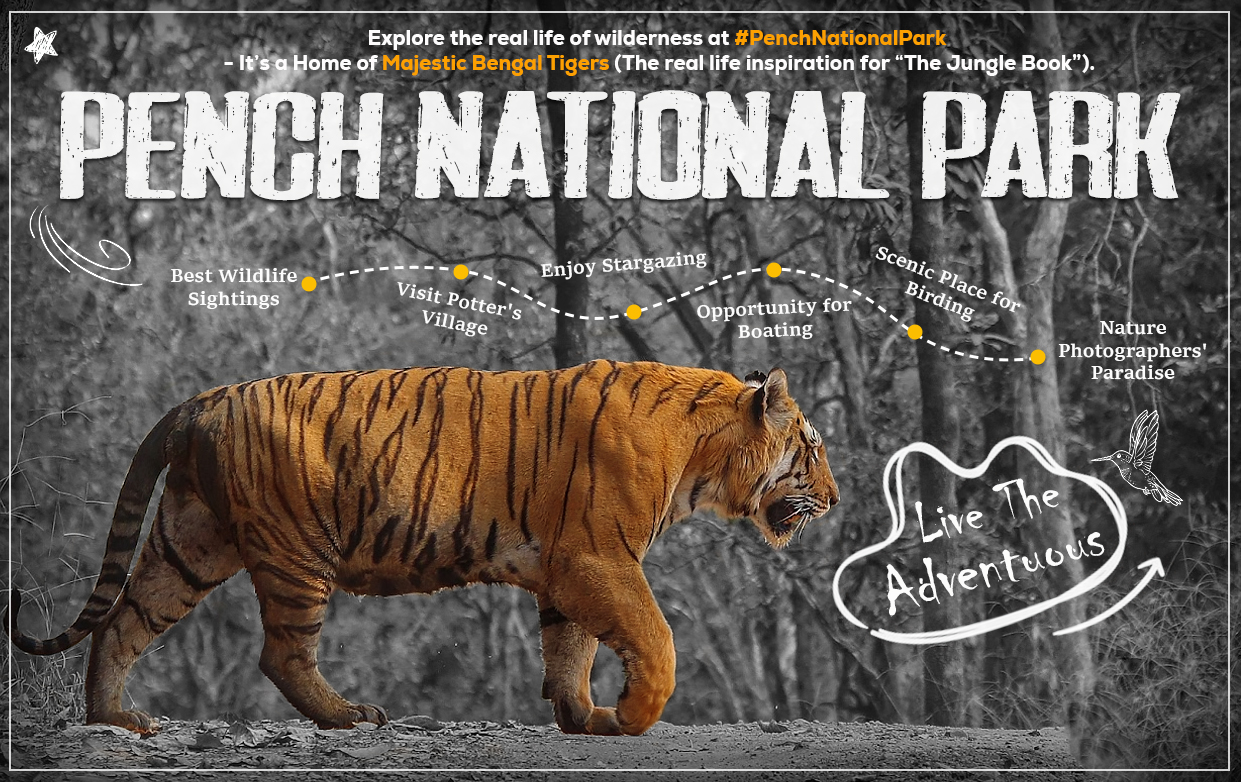 Explore the real life of wilderness at #PenchNationalPark
- It's a Home of Majestic Bengal Tigers (The real life inspiration for “The Jungle Book”).
PENCH NATIONAL PARK
Best Wildlife
Sightings
Visit Potter's
Village
Enjoy Stargazing
Opportunity for
Boating
Scenic Place for
Birding
Nature
Photographers'
Paradise
Live The
Adventuous